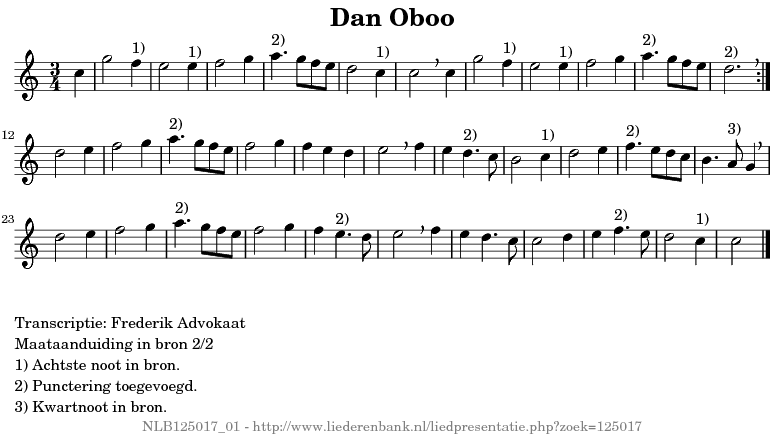 Dan Oboo
3 4
1) 1) 2) 1) 1) 1) 2) 2)
12
2) 2) 1) 2) 3)
23
2) 2) 2) 1)
Transcriptie: Frederik Advokaat
Maataanduiding in bron 2/2
1) Achtste noot in bron.
2) Punctering toegevoegd.
3) Kwartnoot in bron.
NLB125017_01 - http://www.liederenbank.nl/liedpresentatie.php?zoek=125017